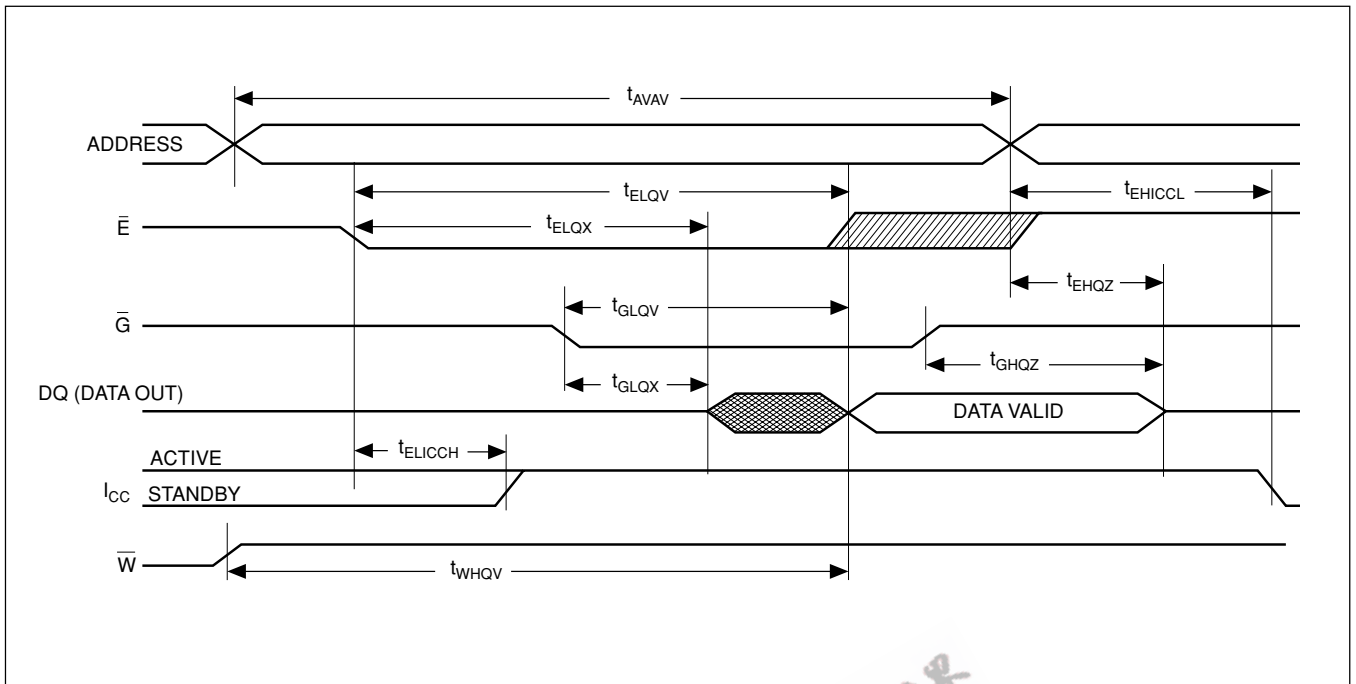 tAVAV
ADDRESS
tELQV
tEHICCL
Ē
tELQX
tEHQZ
tGLQV
G̅
tGHQZ
tGLQX
DQ (DATA OUT)
DATA VALID
tELICCH
ACTIVE
ICC STANDBY
W̅
tWHQV